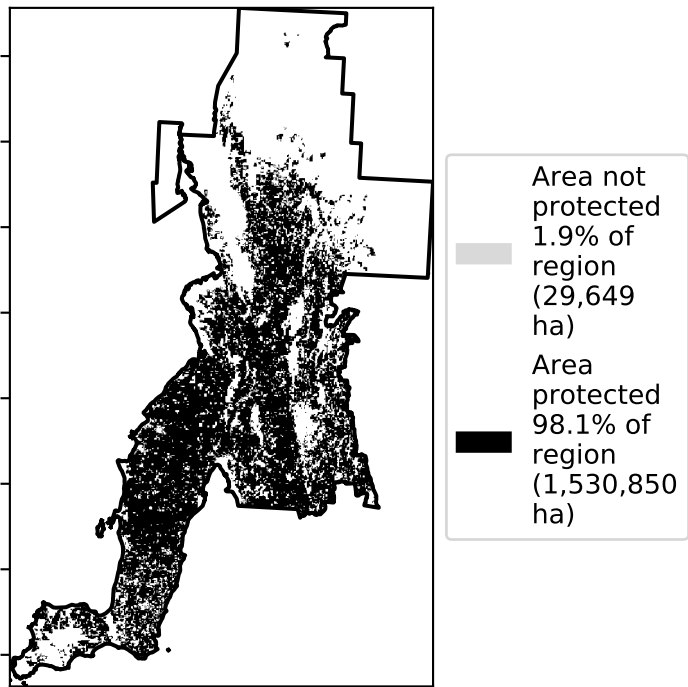 Area not
protected
1.9% of
region
(29,649
ha)
Area
protected
98.1% of
region
(1,530,850
ha)